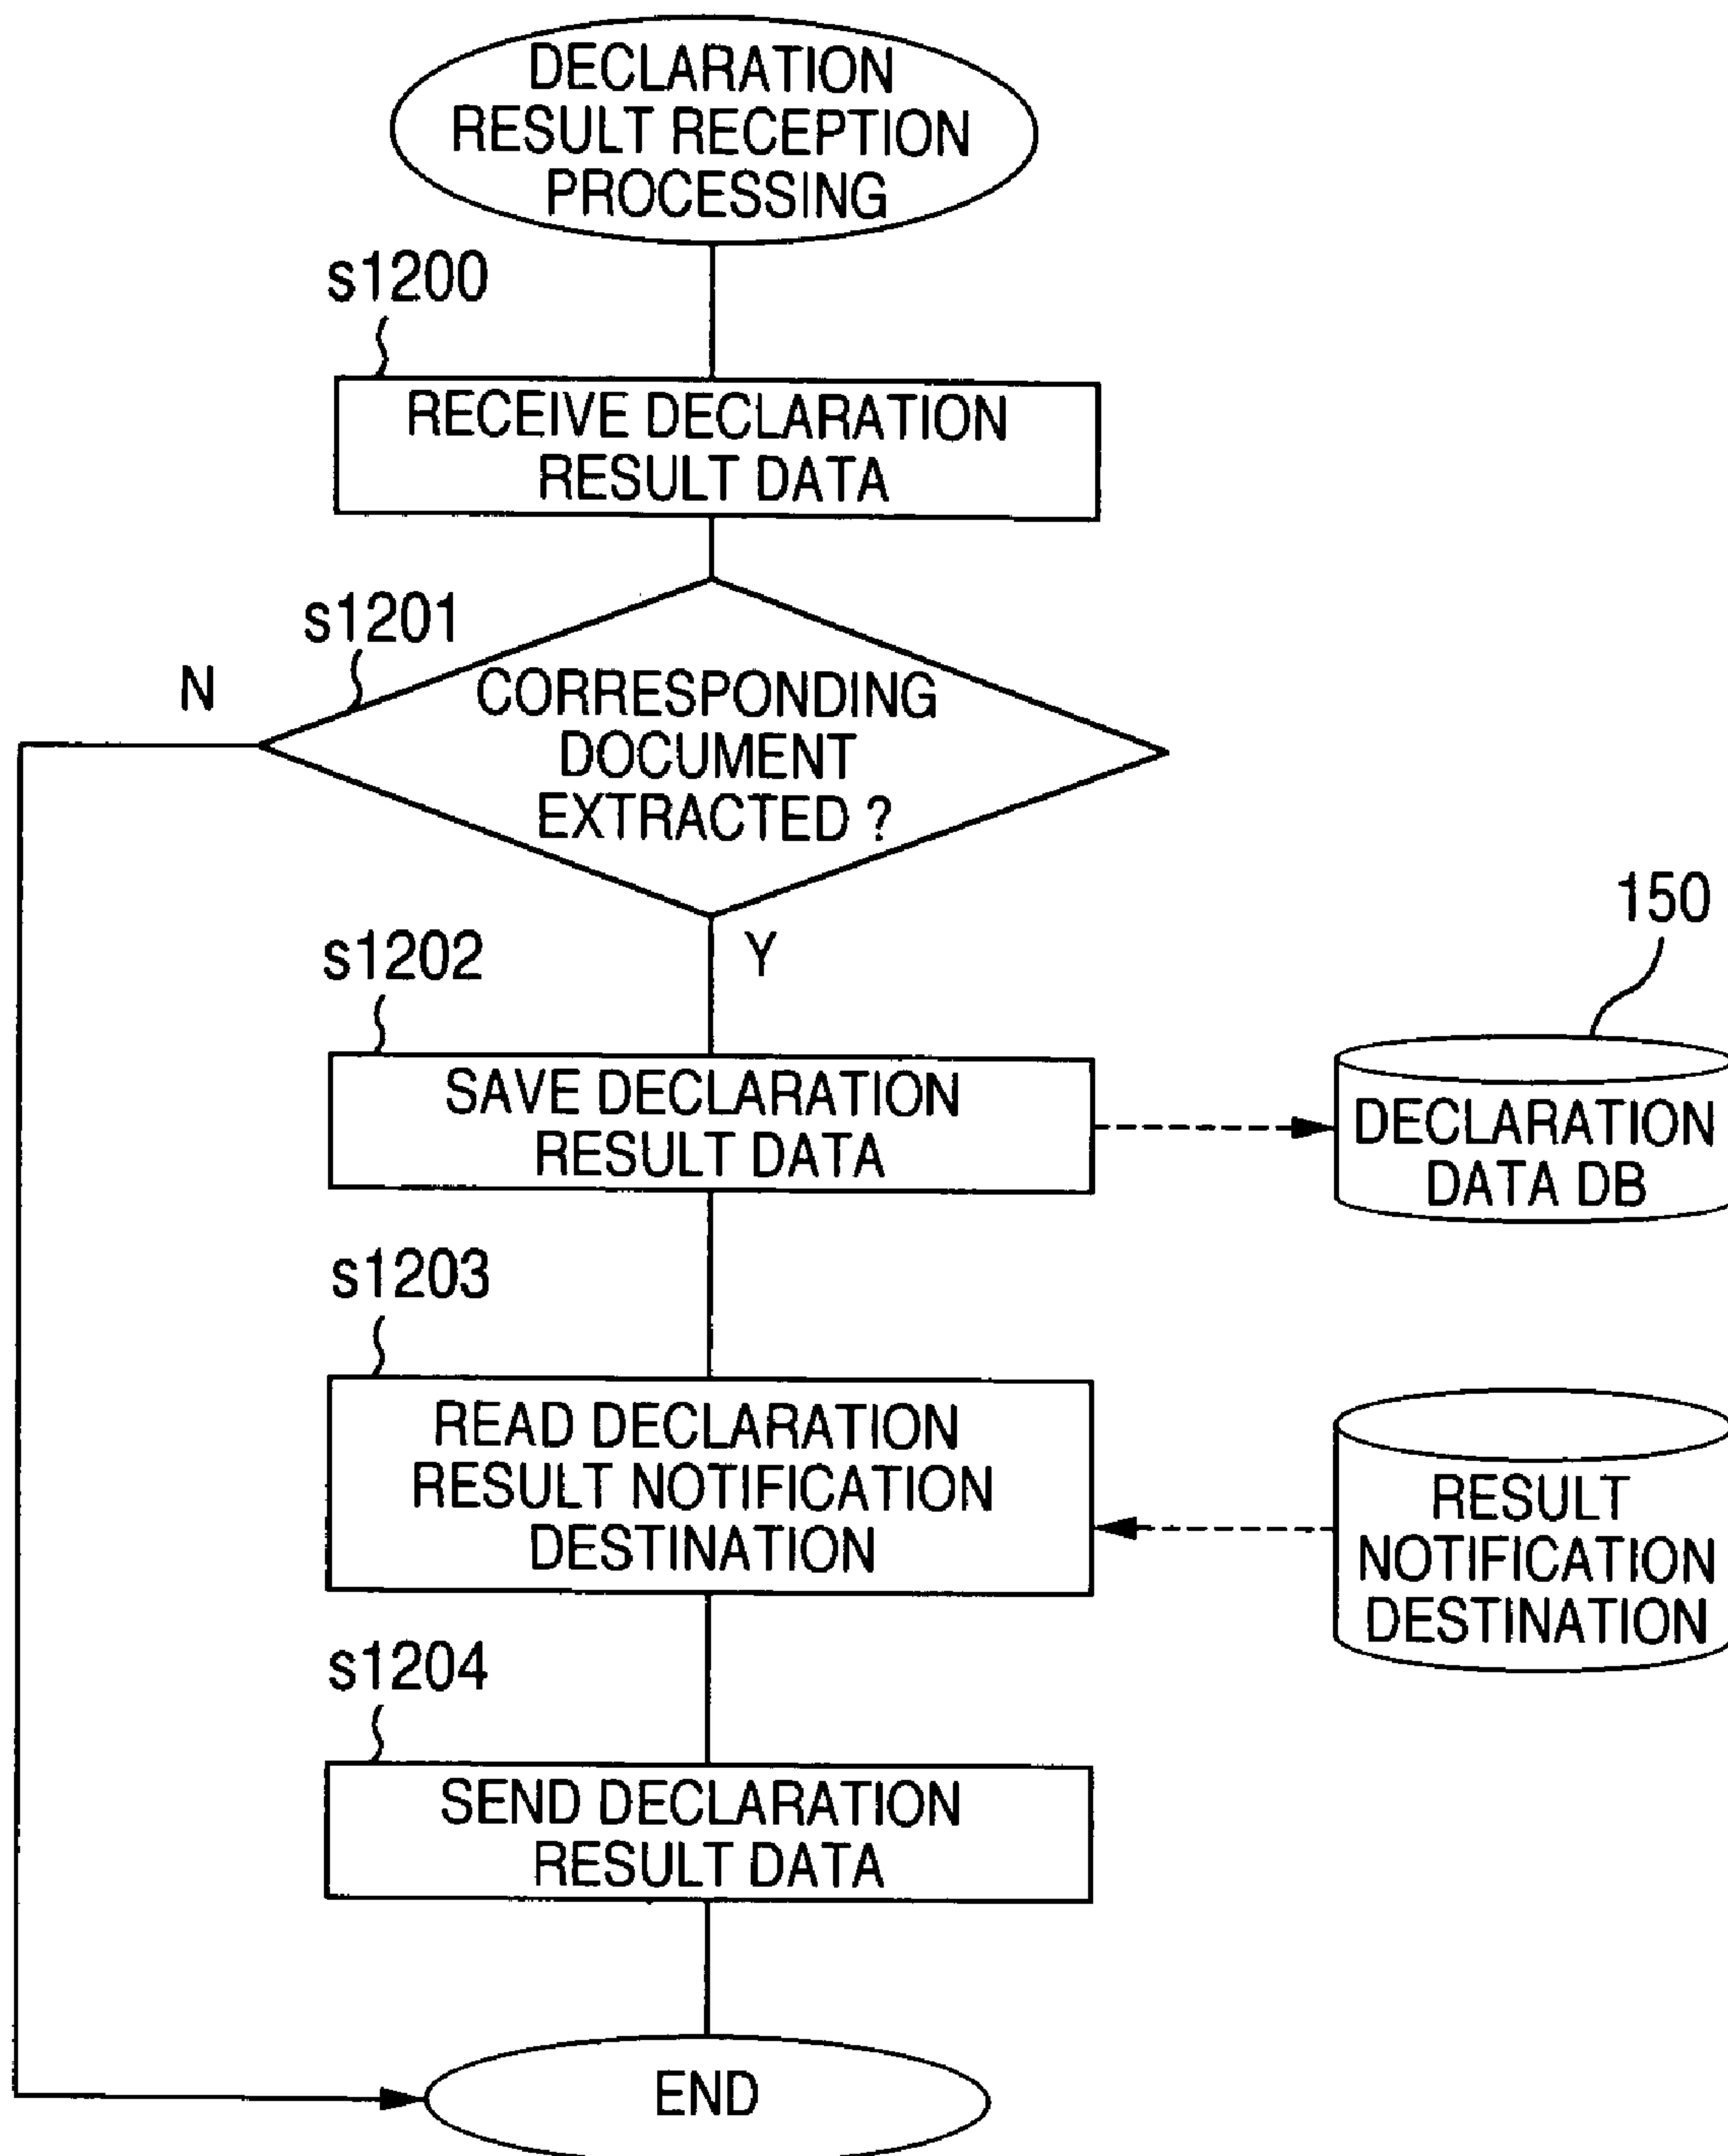 DECLARATION
RESULT RECEPTION
PROCESSING
s1200
RECEIVE DECLARATION
RESULT DATA
s1201
N
CORRESPONDING
DOCUMENT
EXTRACTED ?
Y
150
s1202
SAVE DECLARATION
RESULT DATA
DECLARATION
DATA DB
s1203
READ DECLARATION
RESULT NOTIFICATION
DESTINATION
RESULT
NOTIFICATION
DESTINATION
s1204
SEND DECLARATION
RESULT DATA
END